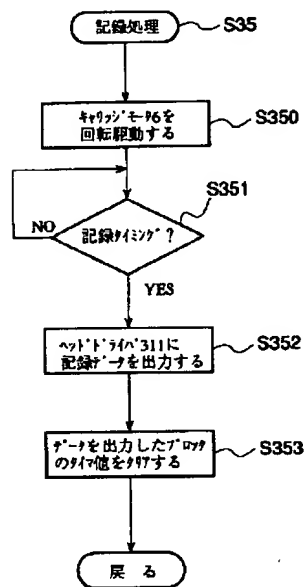 記録処理
S35
ｷｬﾘｯｼﾞﾓｰﾀ6を
回転駆動する
S350
S351
NO
記録ﾀｲﾐﾝｸﾞ?
YES
ﾍｯﾄﾞﾄﾞﾗｲﾊﾞ311に
記録ﾃﾞｰﾀを出力する
S352
ﾃﾞｰﾀを出力したﾌﾞﾛｯｸ
のﾀｲﾏ値をｸﾘｱする
S353
戻る